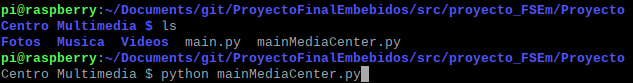 pi@raspberry:~/Documents/git/ProyectoFinalEmbebidos/src/proyecto_FSEm/Proyecto
Centro Multimedia $ ls
Fotos Musica Videos main.py mainMediaCenter.py
pi@raspberry:~/Documents/git/ProyectoFinalEmbebidos/src/proyecto_FSEm/Proyecto
Centro Multimedia $ python mainMediaCenter.py